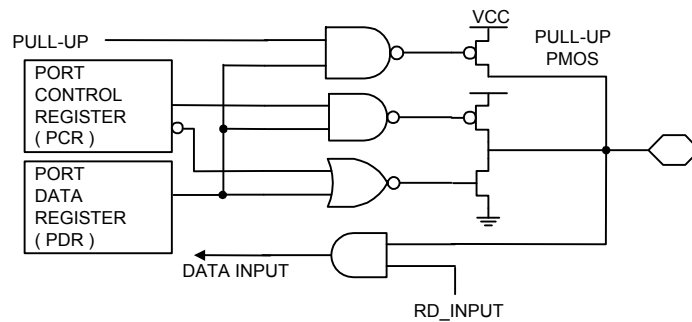 VCC
PULL-UP
PULL-UP
PMOS
PORT
CONTROL
REGISTER
( PCR )
PORT
DATA
REGISTER
( PDR )
DATA INPUT
RD_INPUT